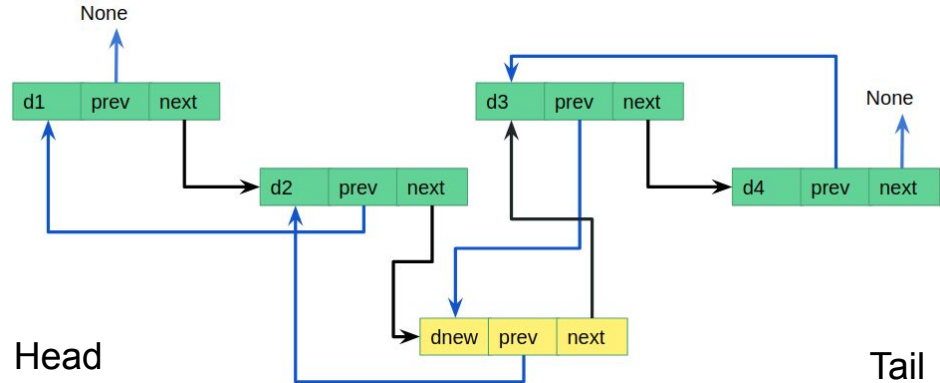 None
d1 prev next
d3 prev next
None
d2 prev next
d4 prev next
dnew prev next
Head
Tail